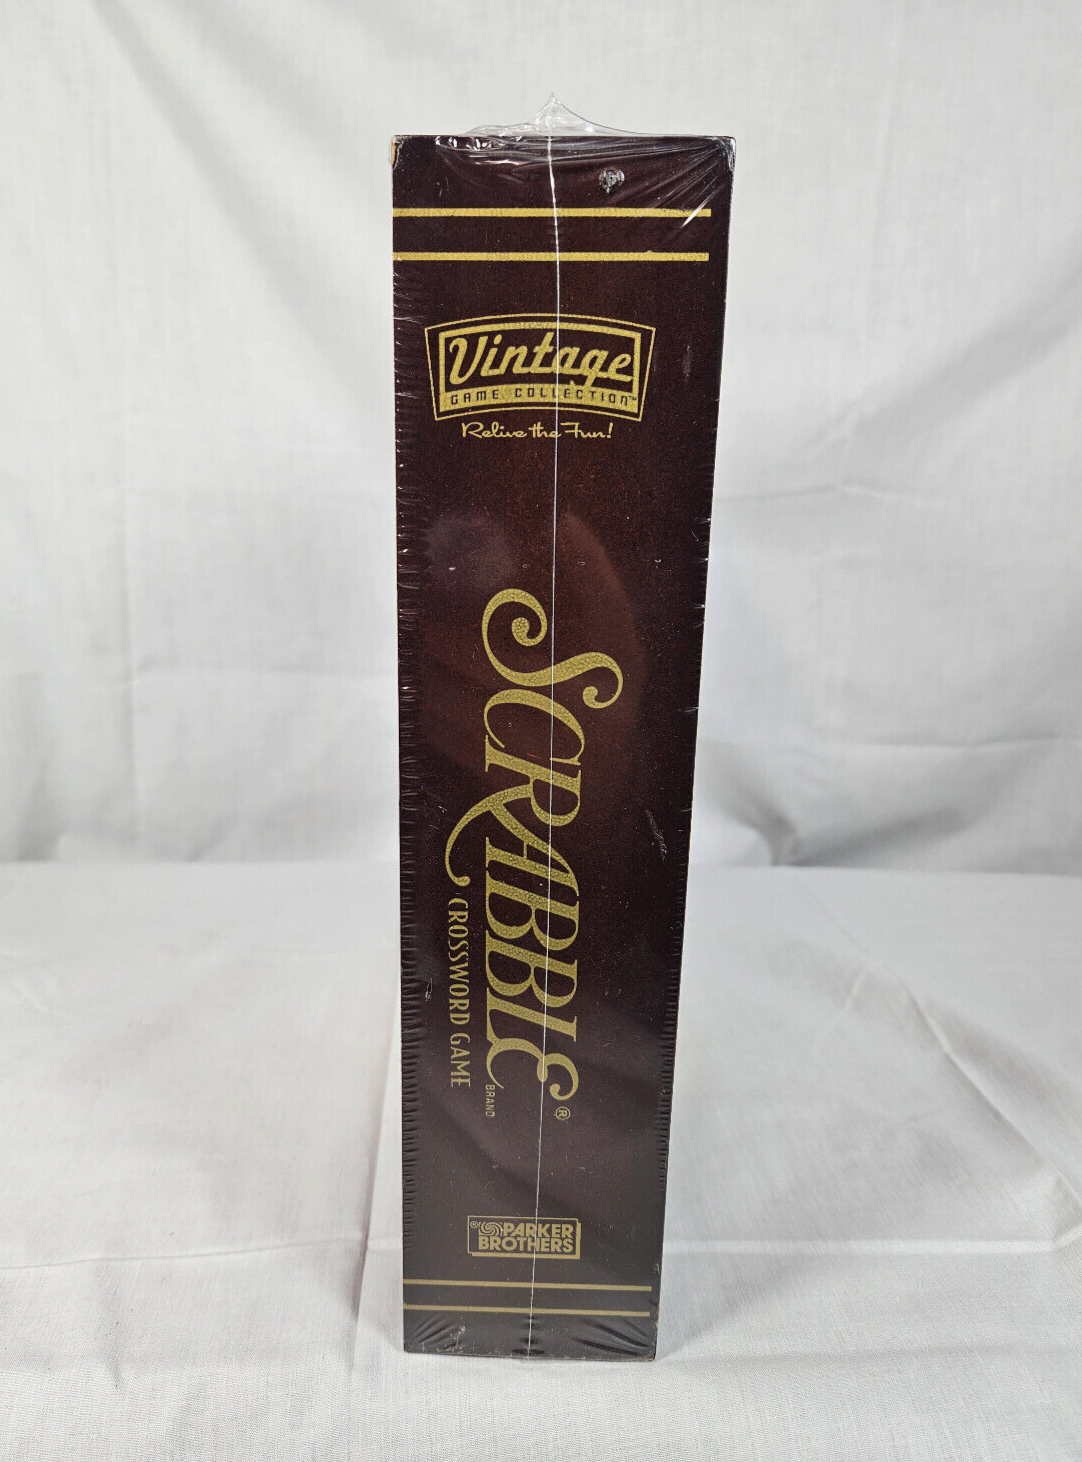 Vintage
GAME COLLECTION™
Relive the Fun!
SCRABBLE®
BRAND
CROSSWORD GAME
® PARKER
BROTHERS